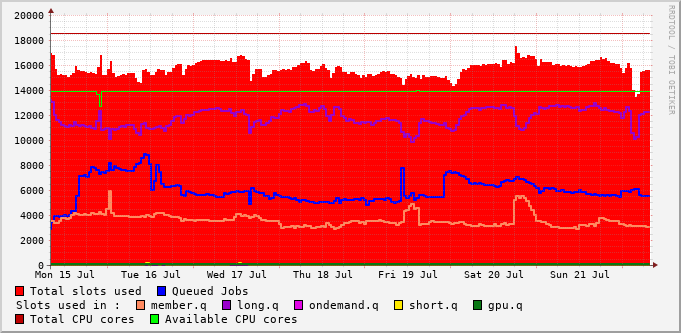 20000
18000
16000
14000
12000
10000
8000
6000
4000
2000
0
Mon 15 Jul Tue 16 Jul Wed 17 Jul Thu 18 Jul Fri 19 Jul Sat 20 Jul Sun 21 Jul
Total slots used Queued Jobs
Slots used in : member.q long.q ondemand.q short.q gpu.q
Total CPU cores Available CPU cores
RRDTOOL / TOBI OETIKER